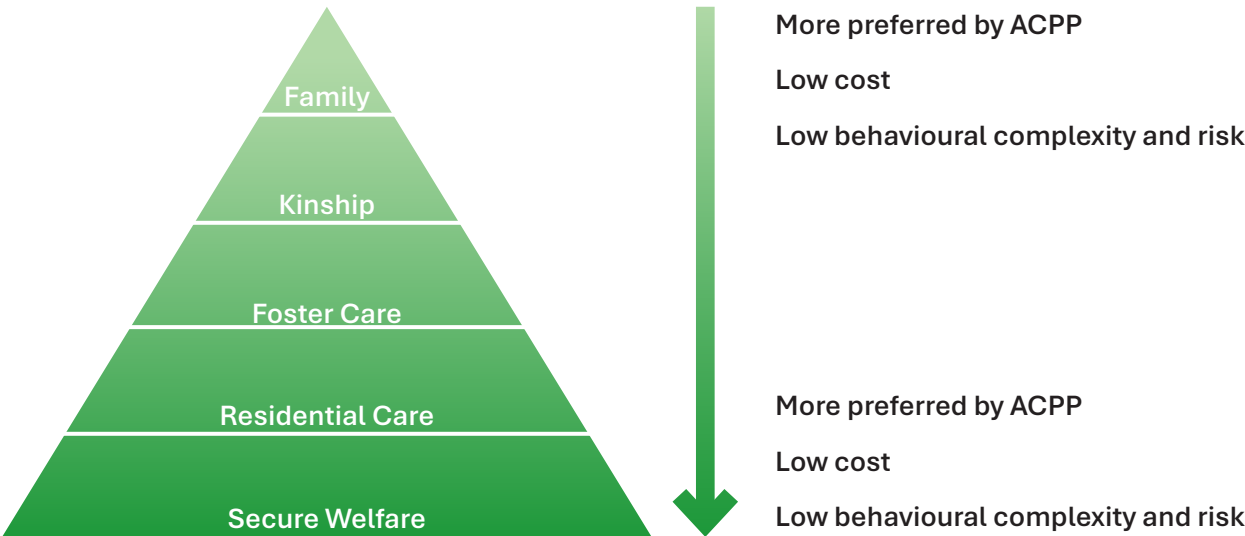 Family
Kinship
Foster Care
Residential Care
Secure Welfare
More preferred by ACPP
Low cost
Low behavioural complexity and risk
More preferred by ACPP
Low cost
Low behavioural complexity and risk